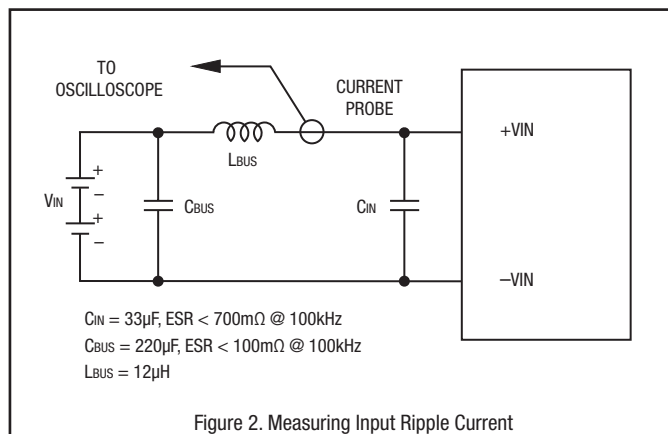 TO
OSCILLOSCOPE
CURRENT
PROBE
+VIN
LBUS
+
−
VIN
+
−
CBUS
CIN
−VIN
CIN = 33µF, ESR < 700mΩ @ 100kHz
CBUS = 220µF, ESR < 100mΩ @ 100kHz
LBUS = 12µH
Figure 2. Measuring Input Ripple Current